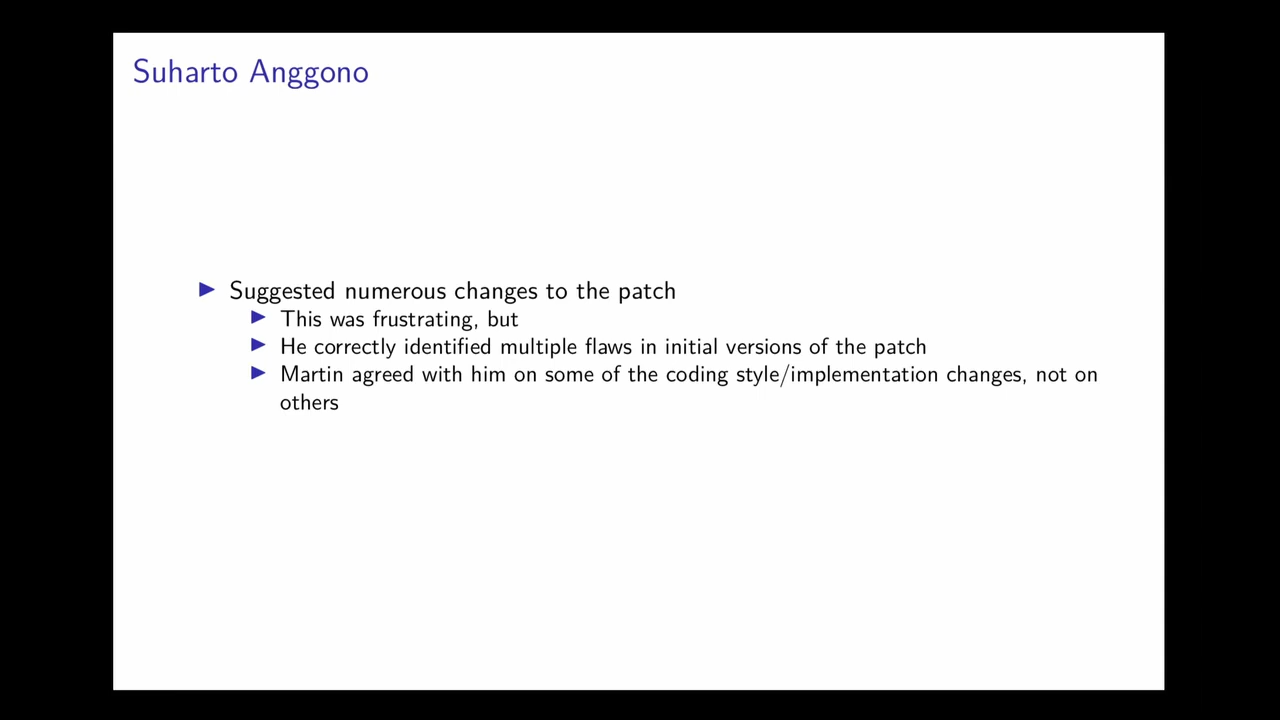 Suharto Anggono
Suggested numerous changes to the patch
This was frustrating, but
He correctly identified multiple flaws in initial versions of the patch
Martin agreed with him on some of the coding style/implementation changes, not on
others